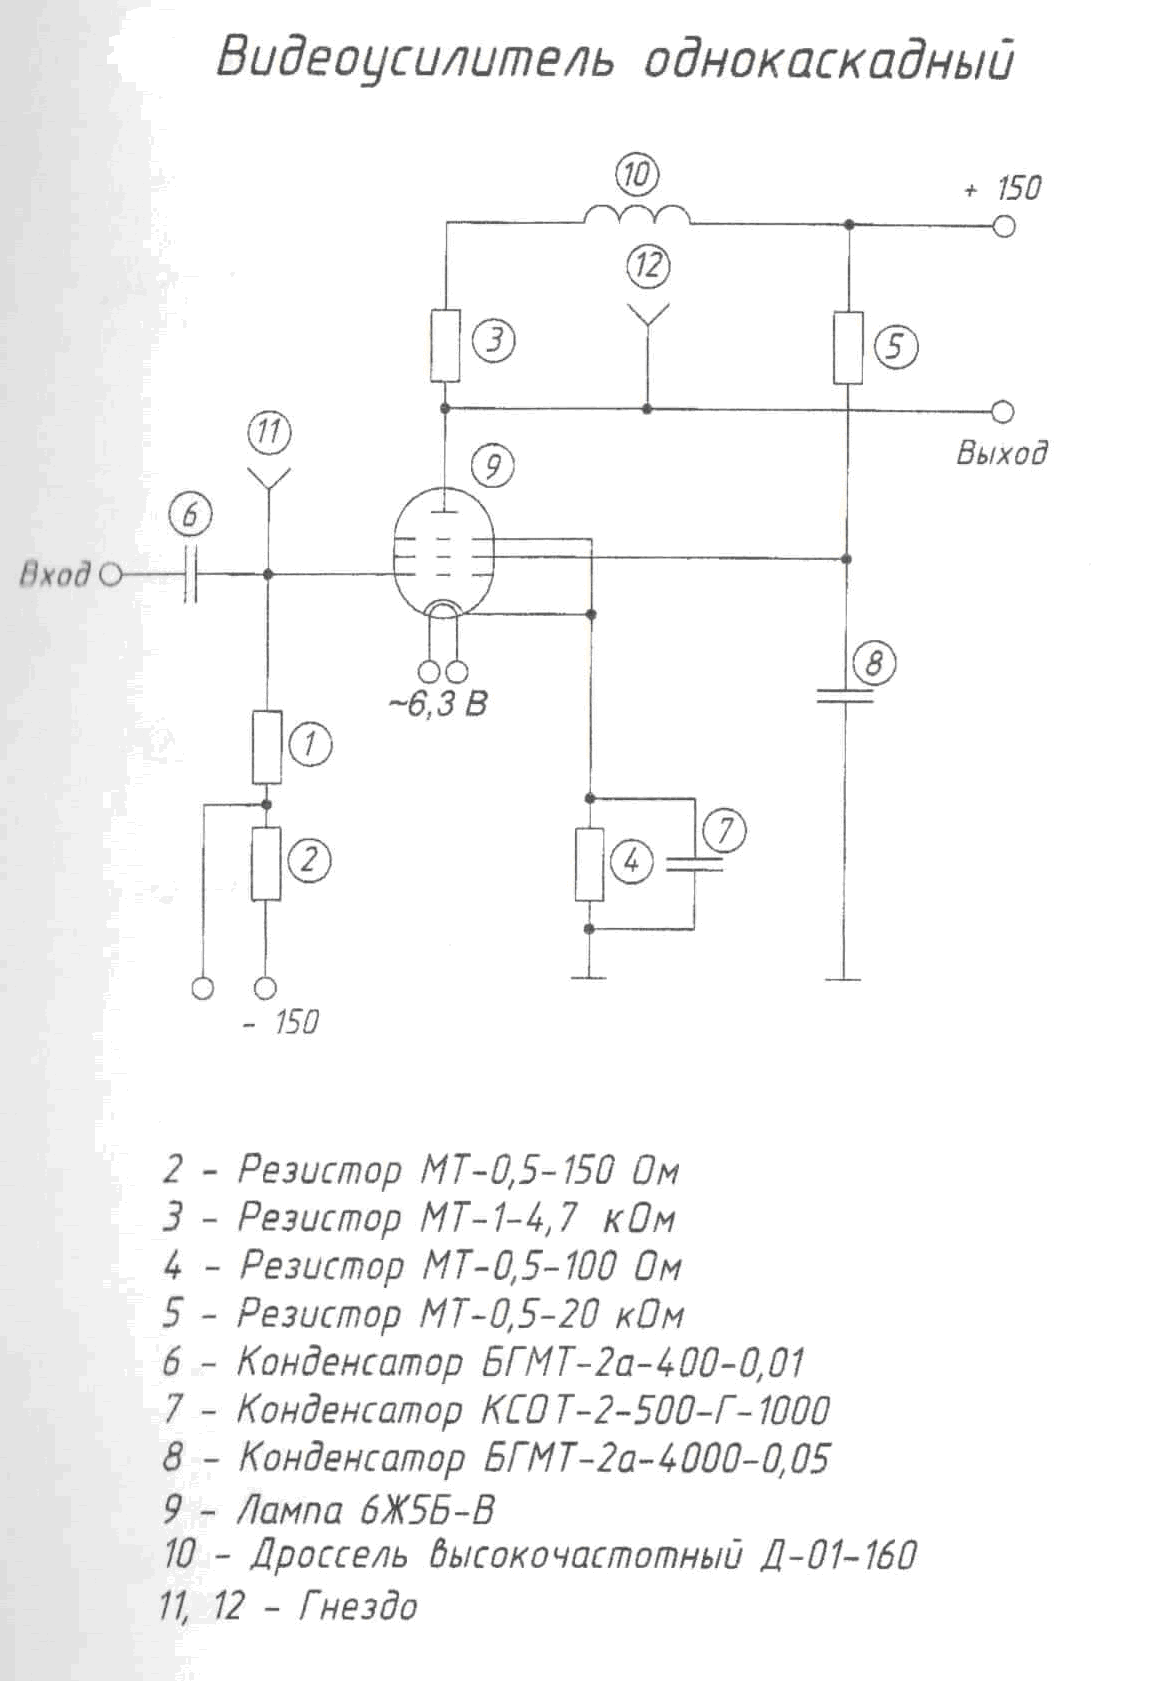 Видеоусилитель однокаскадный
10
+ 150
12
3
5
11
Выход
9
6
Вход
8
~6,3 В
1
7
2
4
- 150
2 - Резистор МТ-0,5-150 Ом
3 - Резистор МТ-1-4,7 кОм
4 - Резистор МТ-0,5-100 Ом
5 - Резистор МТ-0,5-20 кОм
6 - Конденсатор БГМТ-2а-400-0,01
7 - Конденсатор КСОТ-2-500-Г-1000
8 - Конденсатор БГМТ-2а-4000-0,05
9 - Лампа 6Ж5Б-В
10 - Дроссель высокочастотный Д-01-160
11, 12 - Гнездо